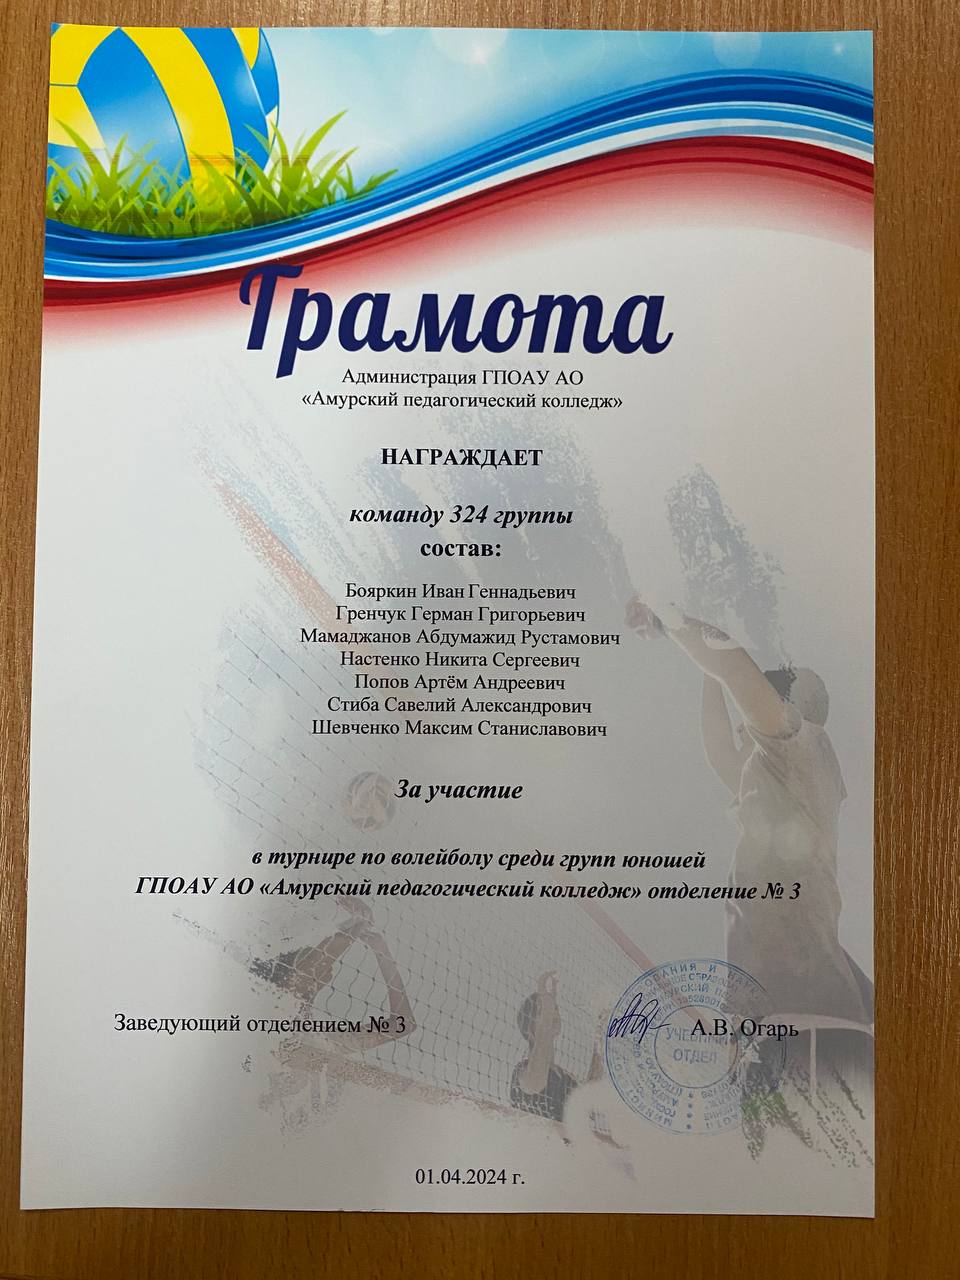 Грамота
Администрация ГПОАУ АО
«Амурский педагогический колледж»
НАГРАЖДАЕТ
команду 324 группы
состав:
Бояркин Иван Геннадьевич
Гренчук Герман Григорьевич
Мамаджанов Абдумажид Рустамович
Настенко Никита Сергеевич
Попов Артём Андреевич
Стиба Савелий Александрович
Шевченко Максим Станиславович
За участие
в турнире по волейболу среди групп юношей
ГПОАУ АО «Амурский педагогический колледж» отделение № 3
Заведующий отделением № 3
А.В. Огарь
УЧЕБНЫЙ
ОТДЕЛ
01.04.2024 г.